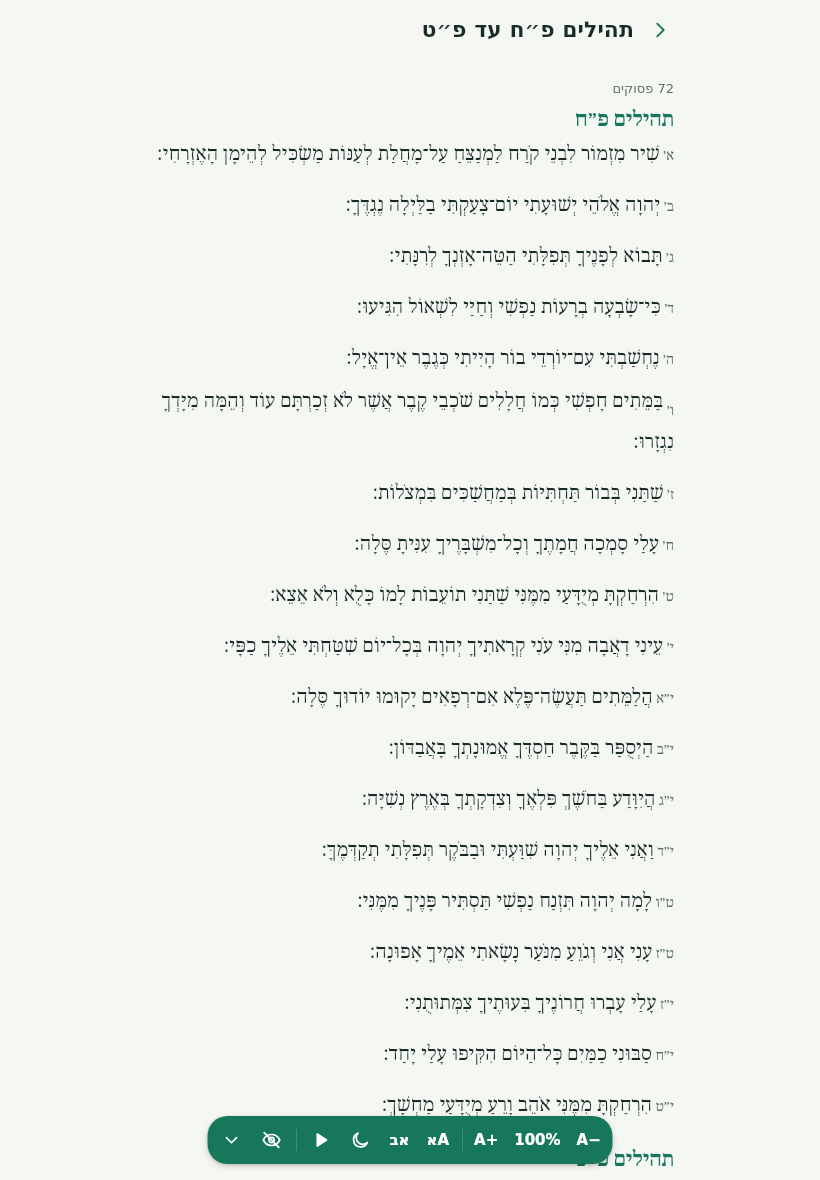 תהילים פ״ח עד פ״ט
72 פסוקים
תהילים פ״ח
א׳ שִׁיר מִזְמוֹר לִבְנֵי קֹרַח לַמְנַצֵּחַ עַל־מָחֲלַת לְעַנּוֹת מַשְׂכִּיל לְהֵימָן הָאֶזְרָחִי׃
ב׳ יְהוָה אֱלֹהֵי יְשׁוּעָתִי יוֹם־צָעַקְתִּי בַלַּיְלָה נֶגְדֶּךָ׃
ג׳ תָּבוֹא לְפָנֶיךָ תְּפִלָּתִי הַטֵּה־אָזְנְךָ לְרִנָּתִי׃
ד׳ כִּי־שָׂבְעָה בְרָעוֹת נַפְשִׁי וְחַיַּי לִשְׁאוֹל הִגִּיעוּ׃
ה׳ נֶחְשַׁבְתִּי עִם־יוֹרְדֵי בוֹר הָיִיתִי כְּגֶבֶר אֵין־אֱיָל׃
ו׳ בַּמֵּתִים חָפְשִׁי כְּמוֹ חֲלָלִים שֹׁכְבֵי קֶבֶר אֲשֶׁר לֹא זְכַרְתָּם עוֹד וְהֵמָּה מִיָּדְךָ
נִגְזָרוּ׃
ז׳ שַׁתַּנִי בְּבוֹר תַּחְתִּיּוֹת בְּמַחֲשַׁכִּים בִּמְצֹלוֹת׃
ח׳ עָלַי סָמְכָה חֲמָתֶךָ וְכָל־מִשְׁבָּרֶיךָ עִנִּיתָ סֶּלָה׃
ט׳ הִרְחַקְתָּ מְיֻדָּעַי מִמֶּנִּי שַׁתַּנִי תוֹעֵבוֹת לָמוֹ כָּלֻא וְלֹא אֵצֵא׃
י׳ עֵינִי דָאֲבָה מִנִּי עֹנִי קְרָאתִיךָ יְהוָה בְּכָל־יוֹם שִׁטַּחְתִּי אֵלֶיךָ כַפָּי׃
י״א הֲלַמֵּתִים תַּעֲשֶׂה־פֶּלֶא אִם־רְפָאִים יָקוּמוּ יוֹדוּךָ סֶּלָה׃
י״ב הַיְסֻפַּר בַּקֶּבֶר חַסְדֶּךָ אֱמוּנָתְךָ בָּאֲבַדּוֹן׃
י״ג הֲיִוָּדַע בַּחֹשֶׁךְ פִּלְאֶךָ וְצִדְקָתְךָ בְּאֶרֶץ נְשִׁיָּה׃
י״ד וַאֲנִי אֵלֶיךָ יְהוָה שִׁוַּעְתִּי וּבַבֹּקֶר תְּפִלָּתִי תְקַדְּמֶךָּ׃
ט״ו לָמָה יְהוָה תִּזְנַח נַפְשִׁי תַּסְתִּיר פָּנֶיךָ מִמֶּנִּי׃
ט״ז עָנִי אֲנִי וְגֹוֵעַ מִנֹּעַר נָשָׂאתִי אֵמֶיךָ אָפוּנָה׃
י״ז עָלַי עָבְרוּ חֲרוֹנֶיךָ בִּעוּתֶיךָ צִמְּתוּתֻנִי׃
י״ח סַבּוּנִי כַמַּיִם כָּל־הַיּוֹם הִקִּיפוּ עָלַי יָחַד׃
י״ט הִרְחַקְתָּ מִמֶּנִּי אֹהֵב וָרֵעַ מְיֻדָּעַי מַחְשָׁךְ׃
A− 100% A+ אA אב
תהילים